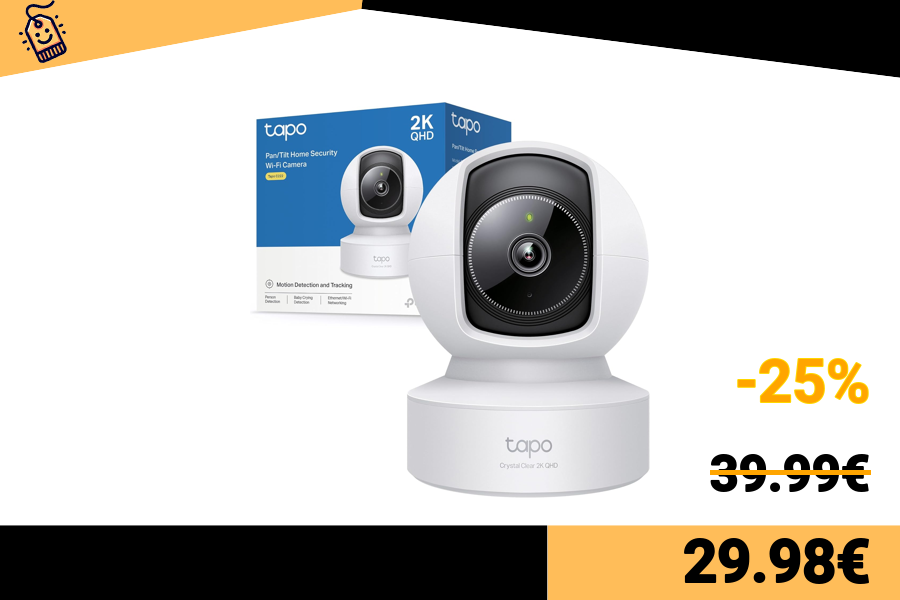 tapo
2K
QHD
tapo
Pan/Tilt Home Security
Wi-Fi Camera
tapo
Motion Detection and Tracking
Person
Detection
Baby Crying
Detection
Ethernet/Wi-Fi
Networking
tapo
Crystal Clear 2K QHD
-25%
39.99€
29.98€